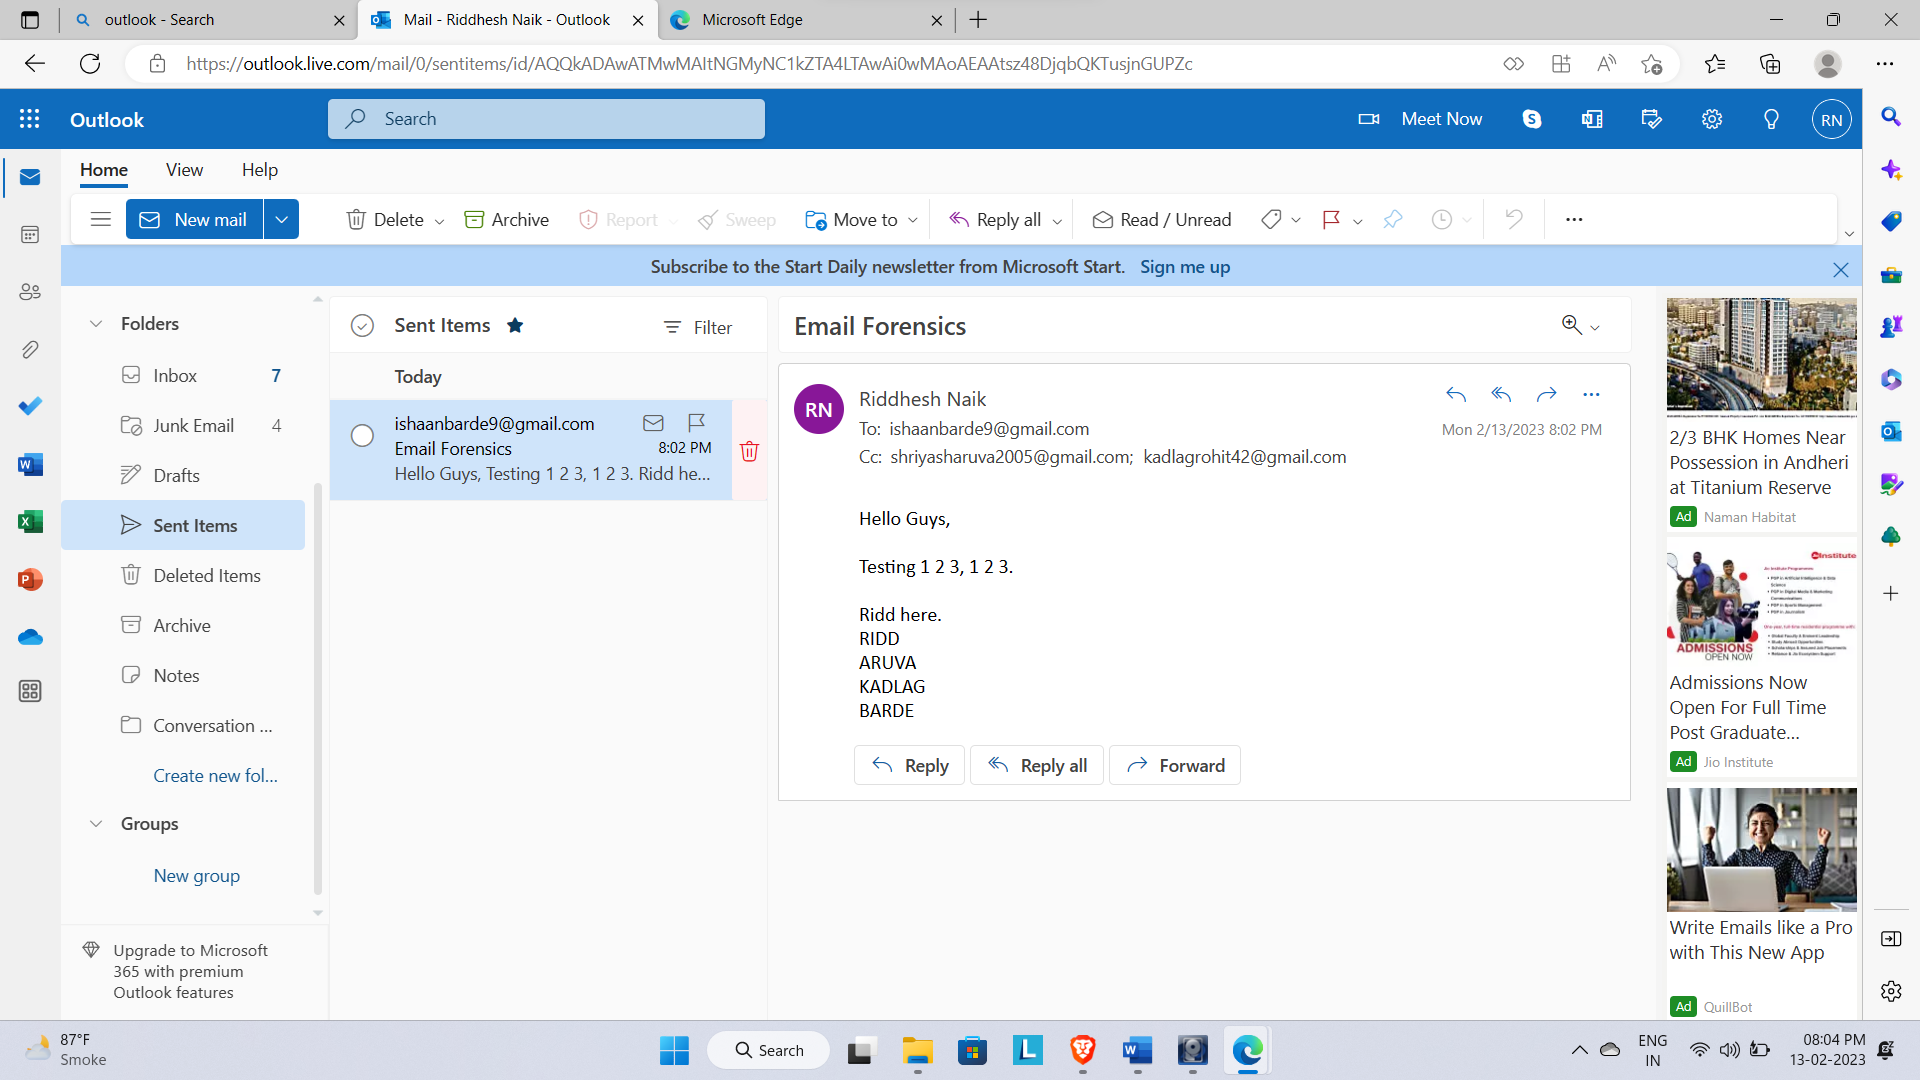 outlook - Search
Mail - Riddhesh Naik - Outlook
Microsoft Edge
https://outlook.live.com/mail/0/sentitems/id/AQQkADAwATMwMAItNGMyNC1kZTA4LTAwAi0wMAoAEAAtsz48DjqbQKTusjnGUPZc
Outlook
Search
Meet Now
RN
Home View Help
New mail
Delete
Archive
Report
Sweep
Move to
Reply all
Read / Unread
Subscribe to the Start Daily newsletter from Microsoft Start. Sign me up
Folders
Inbox 7
Junk Email 4
Drafts
Sent Items
Deleted Items
Archive
Notes
Conversation ...
Create new fol...
Groups
New group
Upgrade to Microsoft
365 with premium
Outlook features
Sent Items
Filter
Today
ishaanbarde9@gmail.com
Email Forensics 8:02 PM
Hello Guys, Testing 1 2 3, 1 2 3. Ridd he...
Email Forensics
RN
Riddhesh Naik
To: ishaanbarde9@gmail.com
Mon 2/13/2023 8:02 PM
Cc: shriyasharuva2005@gmail.com; kadlagrohit42@gmail.com
Hello Guys,
Testing 1 2 3, 1 2 3.
Ridd here.
RIDD
ARUVA
KADLAG
BARDE
Reply
Reply all
Forward
2/3 BHK Homes Near
Possession in Andheri
at Titanium Reserve
Ad Naman Habitat
Institute
ADMISSIONS
OPEN NOW
Admissions Now
Open For Full Time
Post Graduate...
Ad Jio Institute
Write Emails like a Pro
with This New App
Ad QuillBot
87°F
Smoke
Search
ENG
IN
08:04 PM
13-02-2023